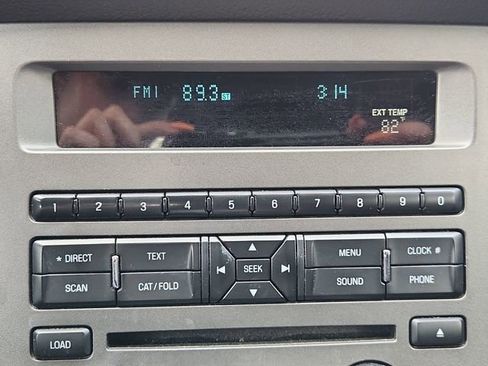 FM1 89.3 ST 3:14
EXT TEMP
82°F
1 2 3 4 5 6 7 8 9 0
* DIRECT TEXT MENU CLOCK #
SEEK
SCAN CAT/FOLD SOUND PHONE
LOAD